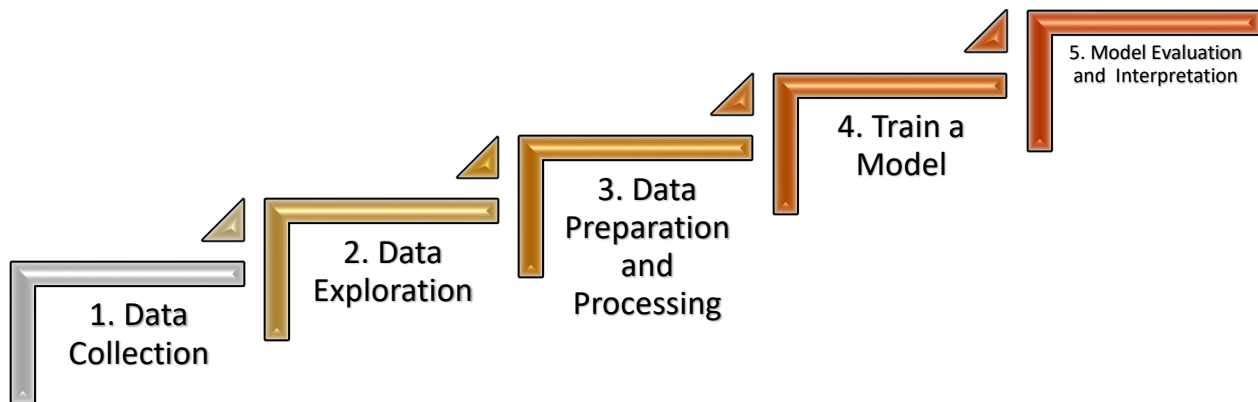 1. Data
Collection
2. Data
Exploration
3. Data
Preparation
and
Processing
4. Train a
Model
5. Model Evaluation
and Interpretation